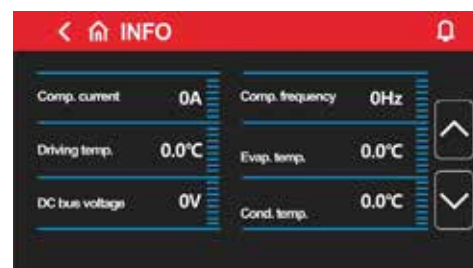 INFO
Comp. current 0A Comp. frequency 0Hz
Driving temp. 0.0°C Evap. temp. 0.0°C
DC bus voltage 0V Cond. temp. 0.0°C